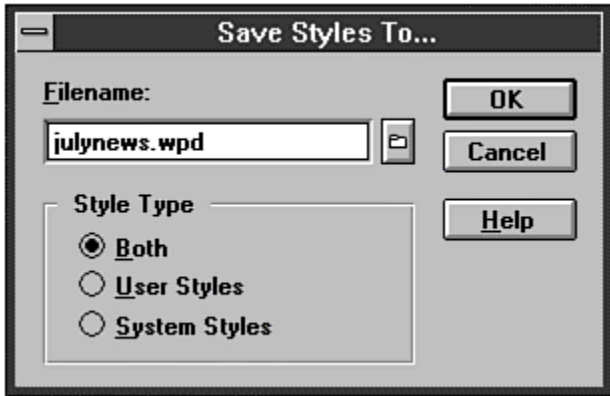 Save Styles To...
Filename:
julynews.wpd
OK
Cancel
Help
Style Type
Both
User Styles
System Styles